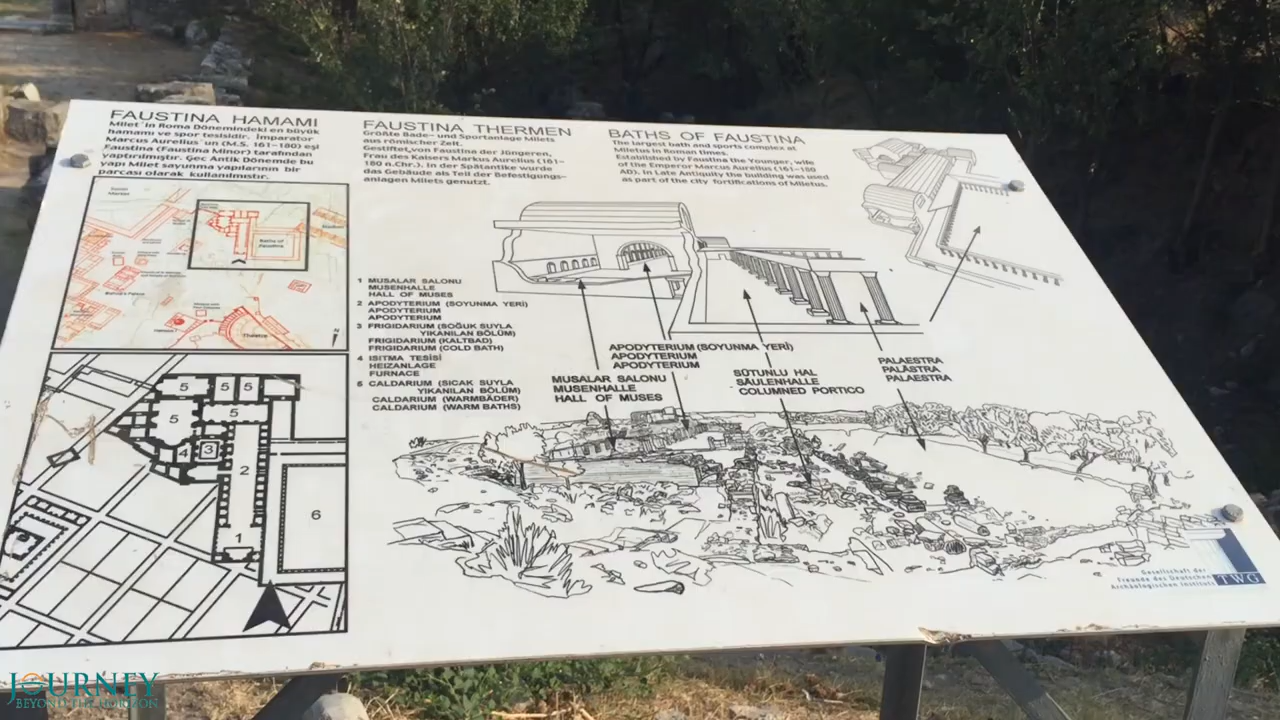 FAUSTINA HAMAMI
Milet'in Roma Dönemindeki en büyük
hamamı ve spor tesisidir. İmparator
Marcus Aurelius'un (M.S. 161-180) eşi
Faustina (Faustina Minor) tarafından
yaptırılmıştır. Geç Antik Dönemde bu
yapı Milet savunma yapılarının bir
parçası olarak kullanılmıştır.
FAUSTINA THERMEN
Größte Bade- und Sportanlage Milets
aus römischer Zeit.
Gestiftet von Faustina der Jüngeren,
Frau des Kaisers Markus Aurelius (161-
180 n.Chr.). In der Spätantike wurde
das Gebäude als Teil der Befestigungs-
anlagen Milets genutzt.
BATHS OF FAUSTINA
The largest bath and sports complex of
Miletus in Roman times.
Established by Faustina the Younger, wife
of the Emperor Marcus Aurelius (161-180
AD). In Late Antiquity the building was used
as part of the city fortifications of Miletus.
Baths of
Faustina
Stadium
Theatre
N
1 MUSALAR SALONU
MUSENHALLE
HALL OF MUSES
2 APODYTERIUM (SOYUNMA YERİ)
APODYTERIUM
APODYTERIUM
3 FRIGIDARIUM (SOĞUK SUYLA
YIKANILAN BÖLÜM)
FRIGIDARIUM (KALTBAD)
FRIGIDARIUM (COLD BATH)
4 ISITMA TESİSİ
HEIZANLAGE
FURNACE
5 CALDARIUM (SICAK SUYLA
YIKANILAN BÖLÜM)
CALDARIUM (WARMBÄDER)
CALDARIUM (WARM BATHS)
MUSALAR SALONU
MUSENHALLE
HALL OF MUSES
APODYTERIUM (SOYUNMA YERİ)
APODYTERIUM
APODYTERIUM
SÜTUNLU HAL
SÄULENHALLE
COLUMNED PORTICO
PALAESTRA
PALÄSTRA
PALAESTRA
5 5 5
5 5
4 3
2
6
1
Gesellschaft der
Freunde des Deutschen
Archäologischen Instituts
TWG
JOURNEY
BEYOND THE HORIZON